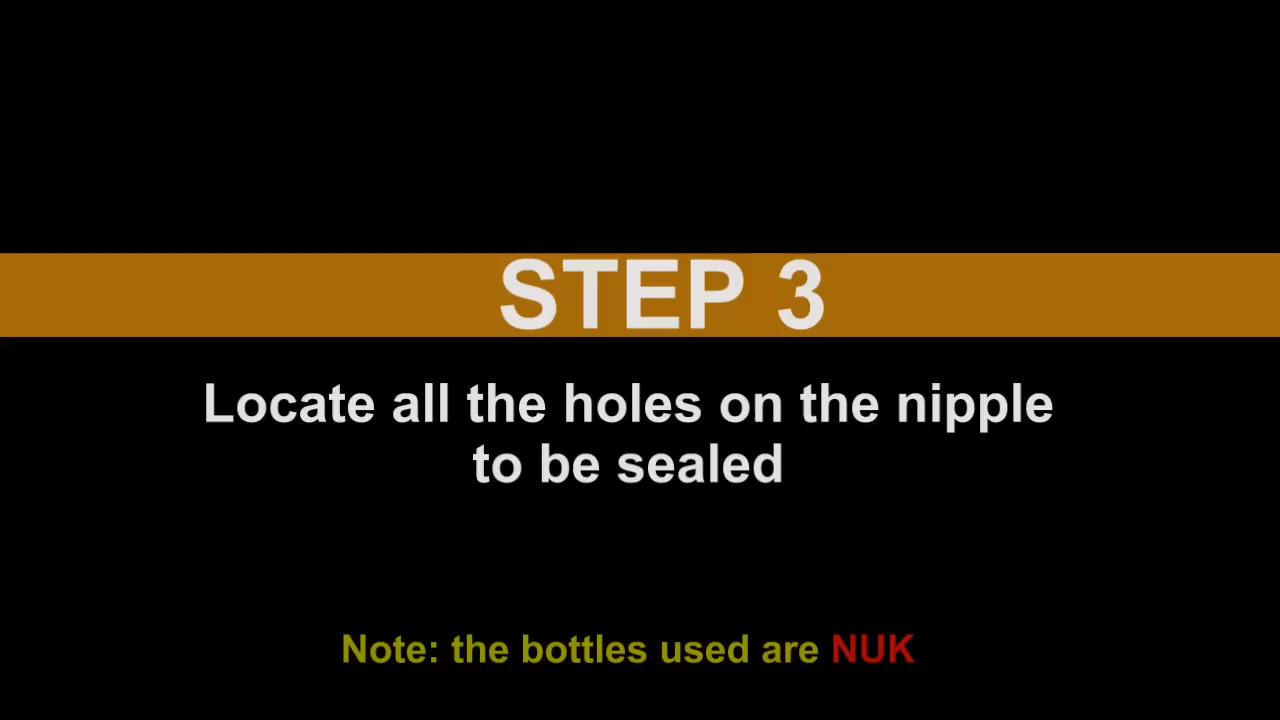 STEP 3
Locate all the holes on the nipple
to be sealed
Note: the bottles used are NUK